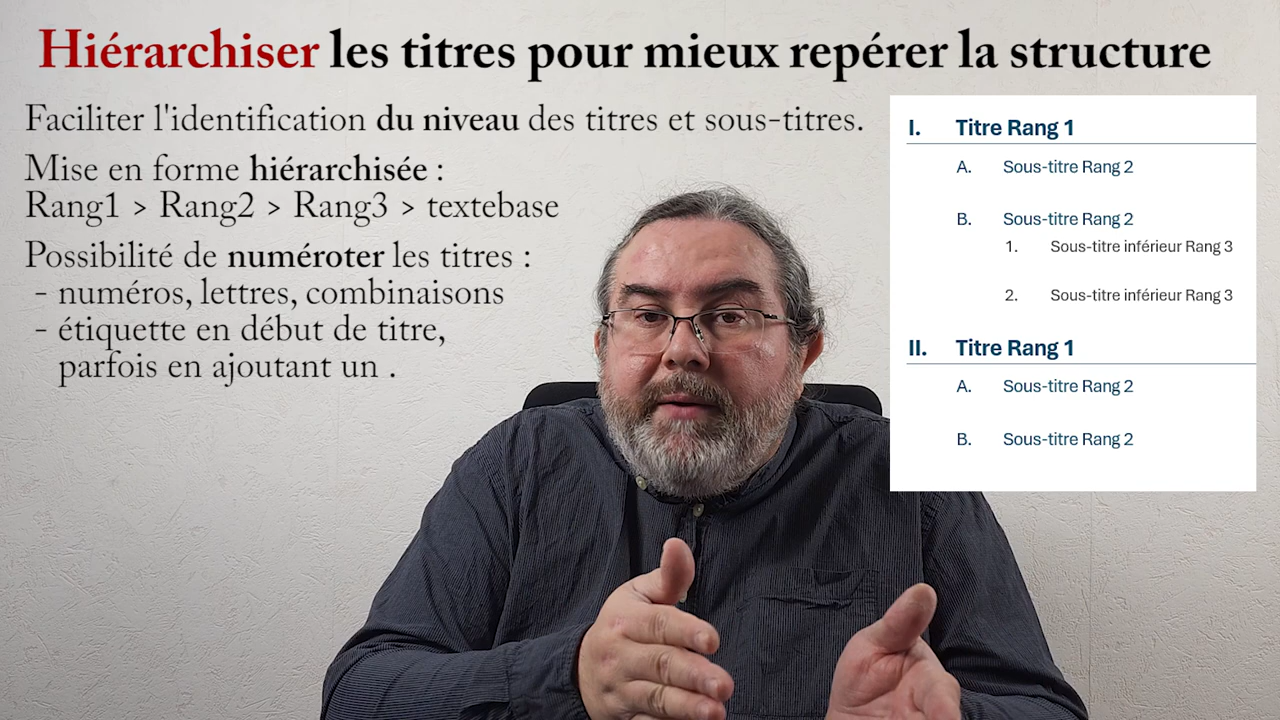 Hiérarchiser les titres pour mieux repérer la structure
Faciliter l'identification du niveau des titres et sous-titres.
Mise en forme hiérarchisée :
Rang1 > Rang2 > Rang3 > textebase
Possibilité de numéroter les titres :
- numéros, lettres, combinaisons
- étiquette en début de titre,
parfois en ajoutant un .
I. Titre Rang 1
A. Sous-titre Rang 2
B. Sous-titre Rang 2
1. Sous-titre inférieur Rang 3
2. Sous-titre inférieur Rang 3
II. Titre Rang 1
A. Sous-titre Rang 2
B. Sous-titre Rang 2